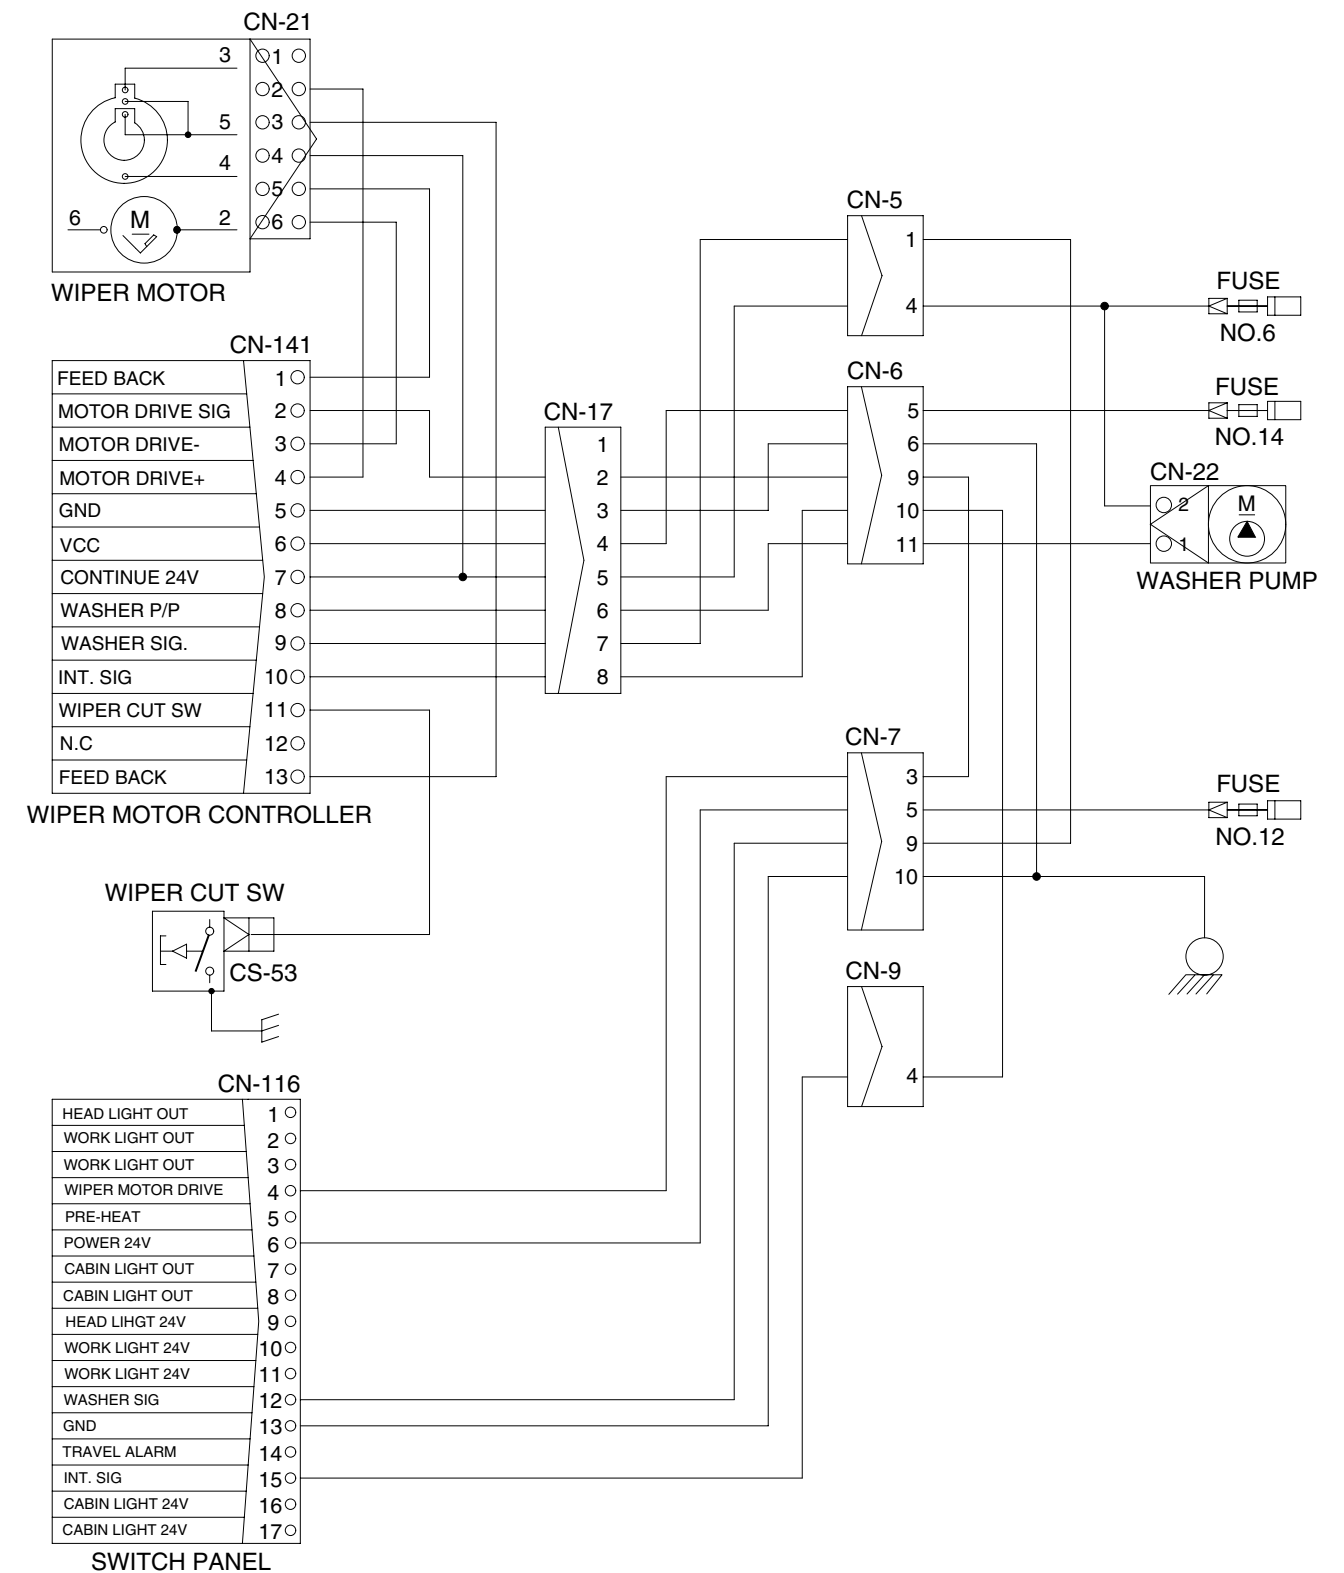 CN-21
3
5
4
6
M
2
1
2
3
4
5
6
WIPER MOTOR
CN-141
FEED BACK 1
MOTOR DRIVE SIG 2
MOTOR DRIVE- 3
MOTOR DRIVE+ 4
GND 5
VCC 6
CONTINUE 24V 7
WASHER P/P 8
WASHER SIG. 9
INT. SIG 10
WIPER CUT SW 11
N.C 12
FEED BACK 13
WIPER MOTOR CONTROLLER
WIPER CUT SW
CS-53
CN-116
HEAD LIGHT OUT 1
WORK LIGHT OUT 2
WORK LIGHT OUT 3
WIPER MOTOR DRIVE 4
PRE-HEAT 5
POWER 24V 6
CABIN LIGHT OUT 7
CABIN LIGHT OUT 8
HEAD LIHGT 24V 9
WORK LIGHT 24V 10
WORK LIGHT 24V 11
WASHER SIG 12
GND 13
TRAVEL ALARM 14
INT. SIG 15
CABIN LIGHT 24V 16
CABIN LIGHT 24V 17
SWITCH PANEL
CN-17
1
2
3
4
5
6
7
8
CN-5
1
4
CN-6
5
6
9
10
11
CN-7
3
5
9
10
CN-9
4
FUSE
NO.6
FUSE
NO.14
CN-22
2
1
M
WASHER PUMP
FUSE
NO.12